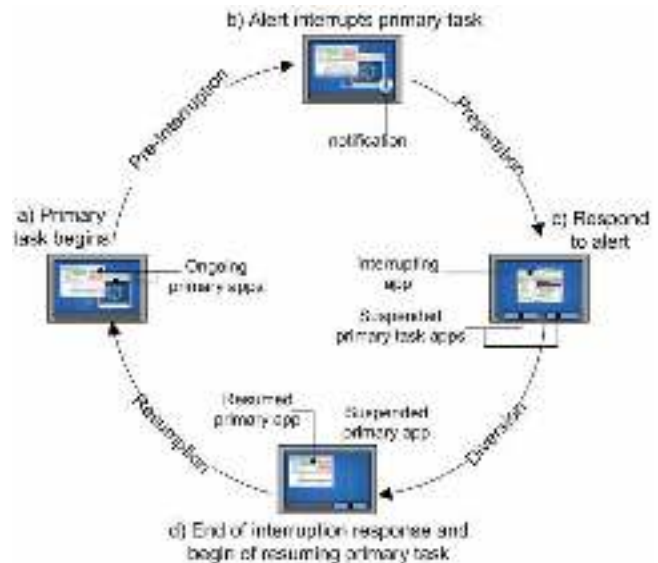 b) Alert interrupts primary task
notification
Pre-Interruption
Preparation
a) Primary
task begins
Ongoing
primary apps
c) Respond
to alert
Interrupting
app
Suspended
primary task apps
Resumed
primary app
Suspended
primary app
Resumption
Diversion
d) End of interruption response and
begin of resuming primary task